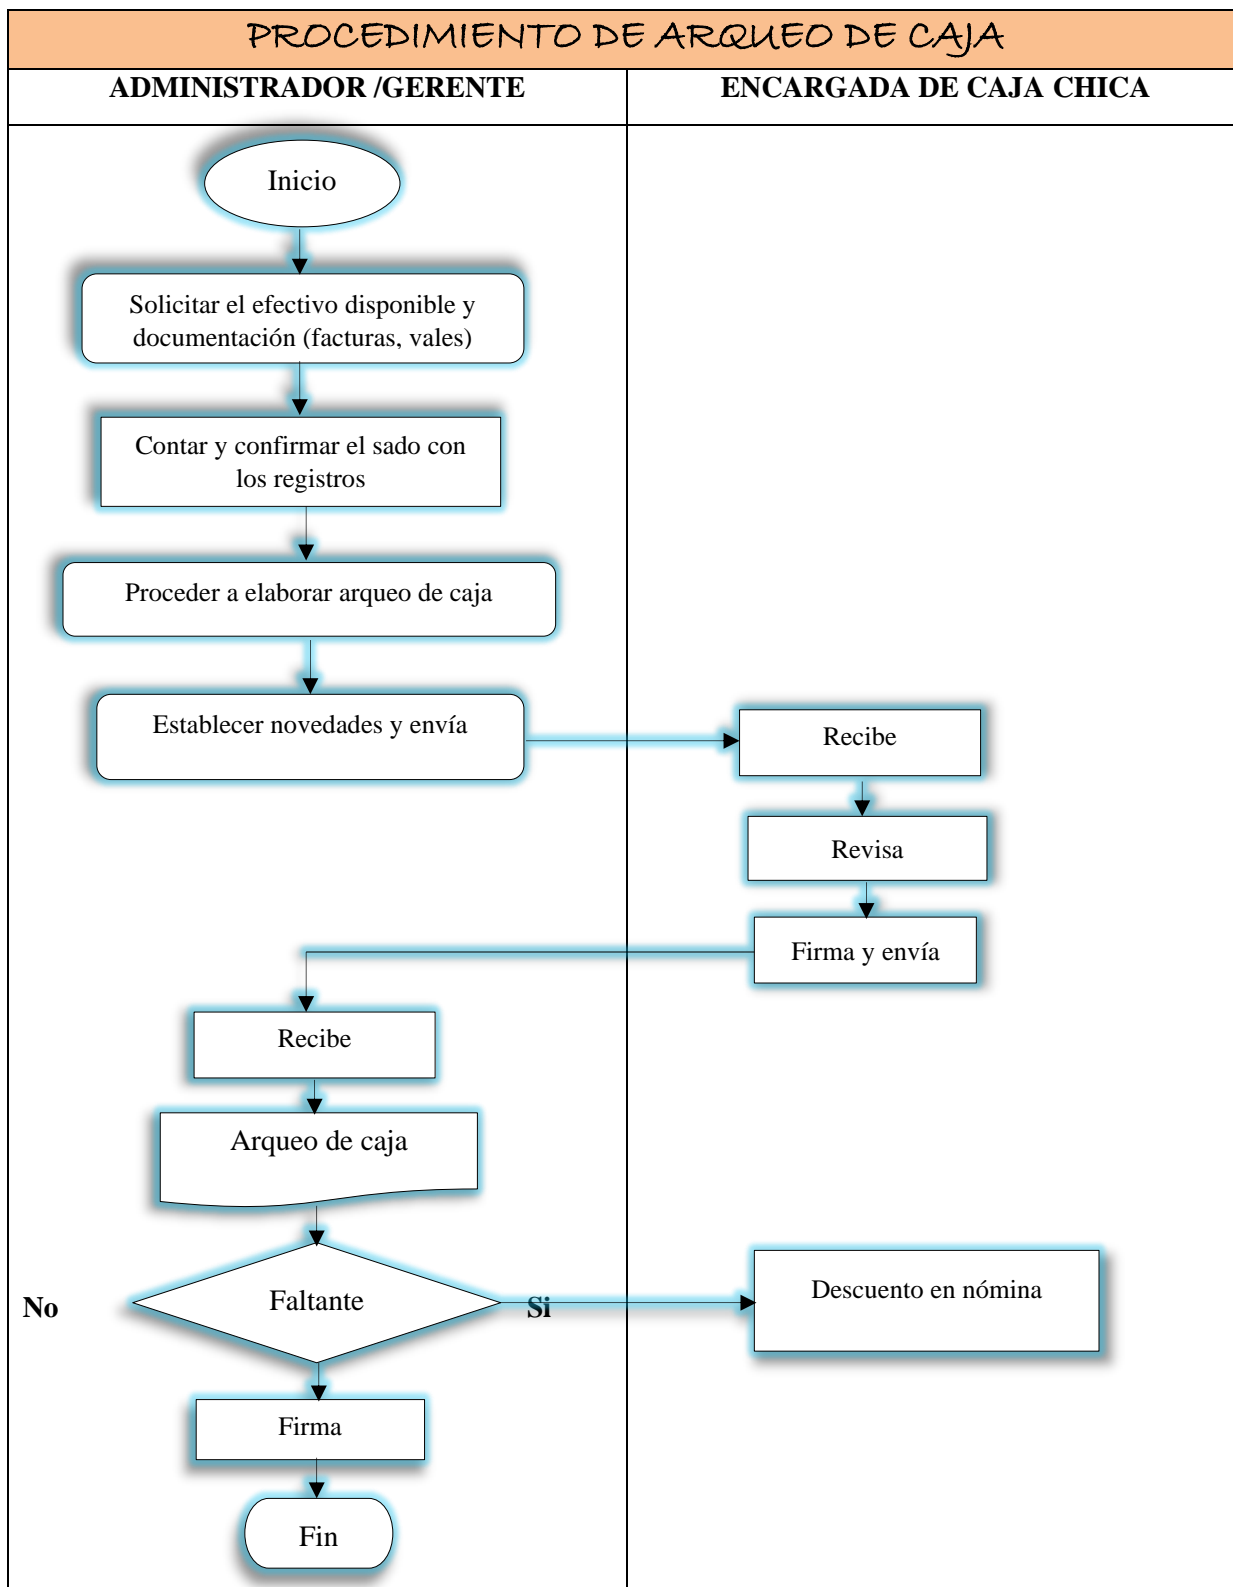 PROCEDIMIENTO DE ARQUEO DE CAJA
ADMINISTRADOR /GERENTE
ENCARGADA DE CAJA CHICA
Inicio
Solicitar el efectivo disponible y
documentación (facturas, vales)
Contar y confirmar el sado con
los registros
Proceder a elaborar arqueo de caja
Establecer novedades y envía
Recibe
Revisa
Firma y envía
Recibe
Arqueo de caja
No
Faltante
Si
Descuento en nómina
Firma
Fin